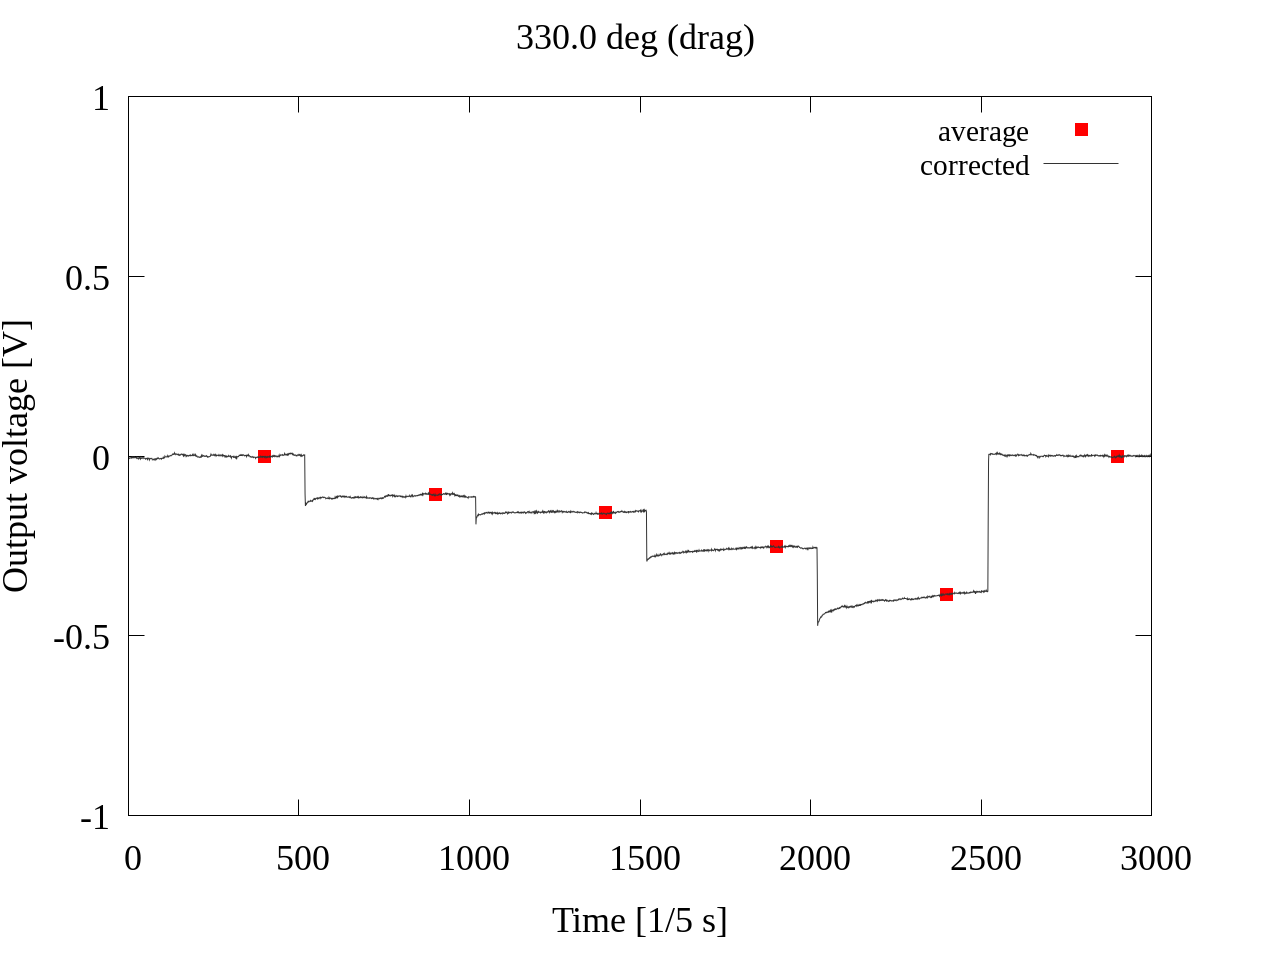 330.0 deg (drag)
average
corrected
1
0.5
0
-0.5
-1
Output voltage [V]
0 500 1000 1500 2000 2500 3000
Time [1/5 s]